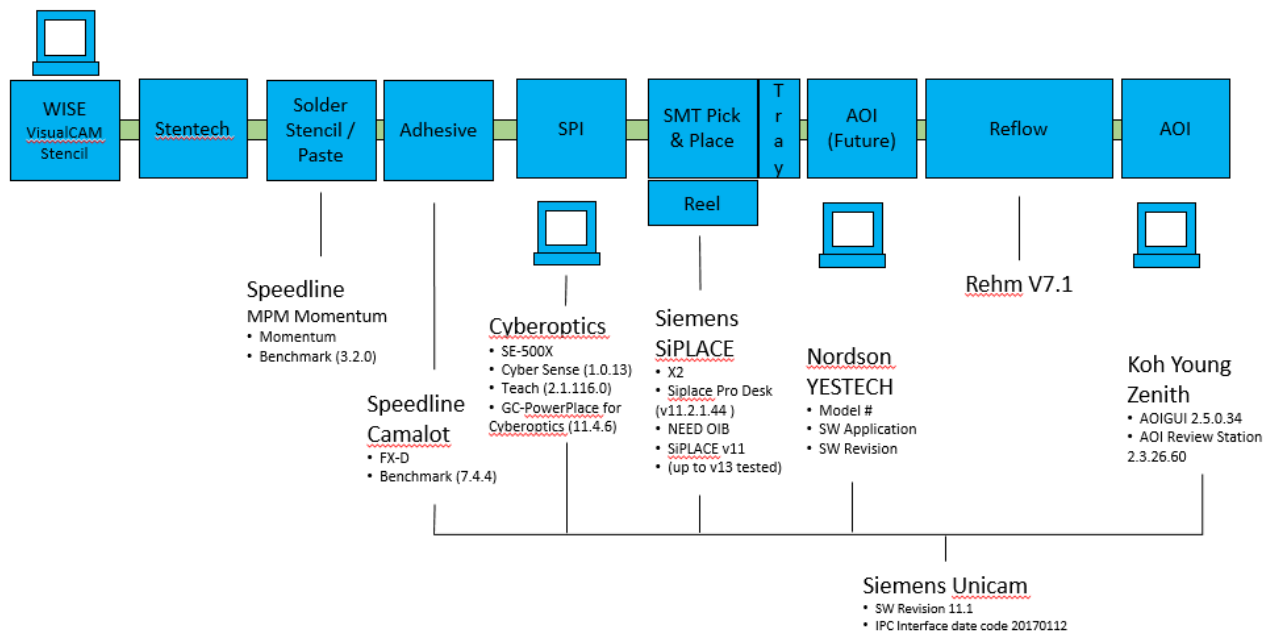 WISE
VisualCAM
Stencil
Stentech
Solder
Stencil /
Paste
Adhesive
SPI
SMT Pick
& Place
Reel
T
r
a
y
AOI
(Future)
Reflow
AOI
Speedline
MPM Momentum
• Momentum
• Benchmark (3.2.0)
Speedline
Camalot
• FX-D
• Benchmark (7.4.4)
Cyberoptics
• SE-500X
• Cyber Sense (1.0.13)
• Teach (2.1.116.0)
• GC-PowerPlace for
Cyberoptics (11.4.6)
Siemens
SiPLACE
• X2
• Siplace Pro Desk
(v11.2.1.44 )
• NEED OIB
• SiPLACE v11
• (up to v13 tested)
Nordson
YESTECH
• Model #
• SW Application
• SW Revision
Rehm V7.1
Koh Young
Zenith
• AOIGUI 2.5.0.34
• AOI Review Station
2.3.26.60
Siemens Unicam
• SW Revision 11.1
• IPC Interface date code 20170112